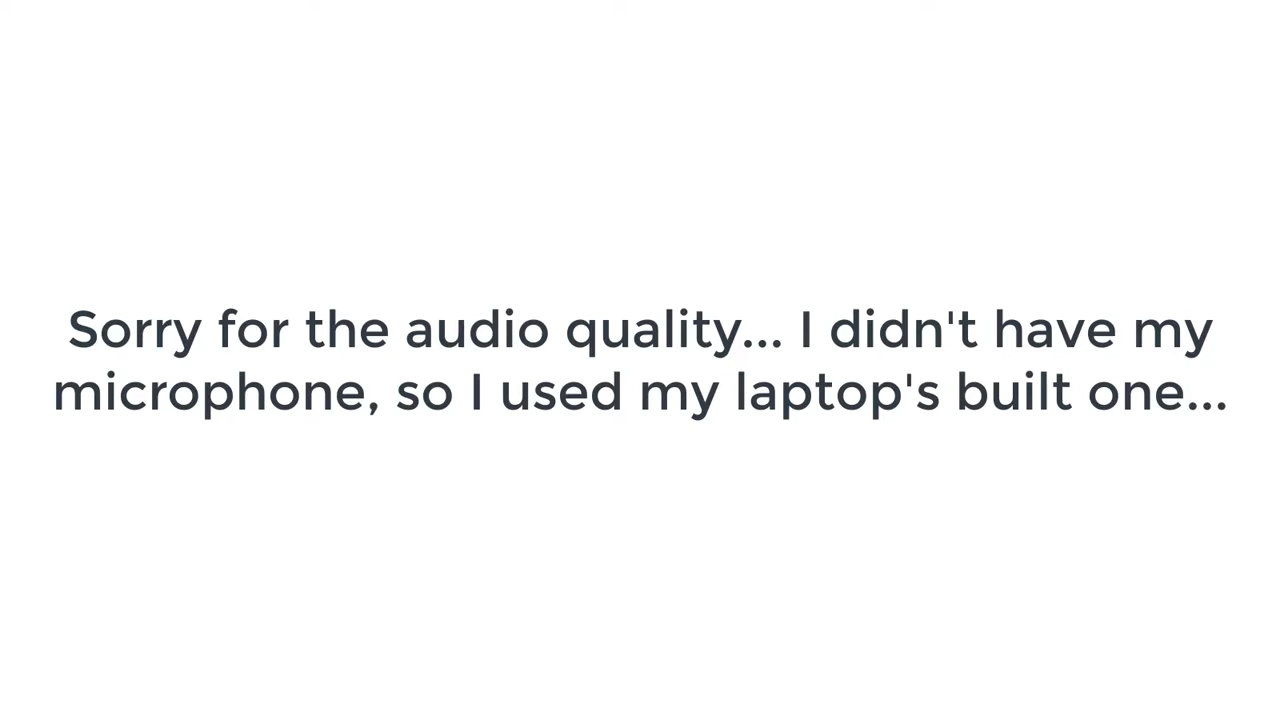 Sorry for the audio quality... I didn't have my
microphone, so I used my laptop's built one...